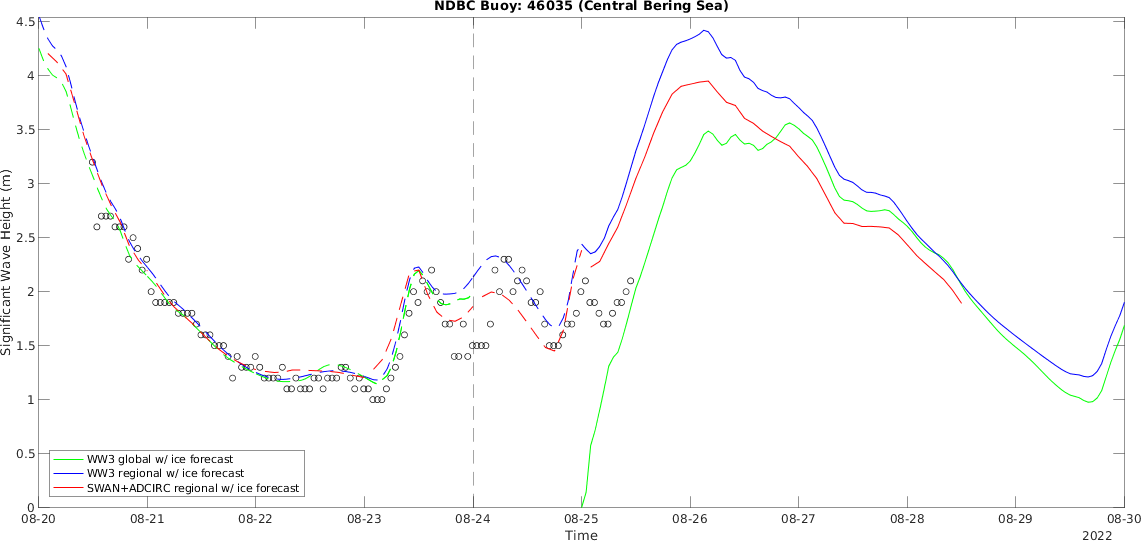 NDBC Buoy: 46035 (Central Bering Sea)
4.5
4
3.5
3
2.5
2
1.5
1
0.5
0
Significant Wave Height (m)
WW3 global w/ ice forecast
WW3 regional w/ ice forecast
SWAN+ADCIRC regional w/ ice forecast
08-20 08-21 08-22 08-23 08-24 08-25 08-26 08-27 08-28 08-29 08-30
Time
2022